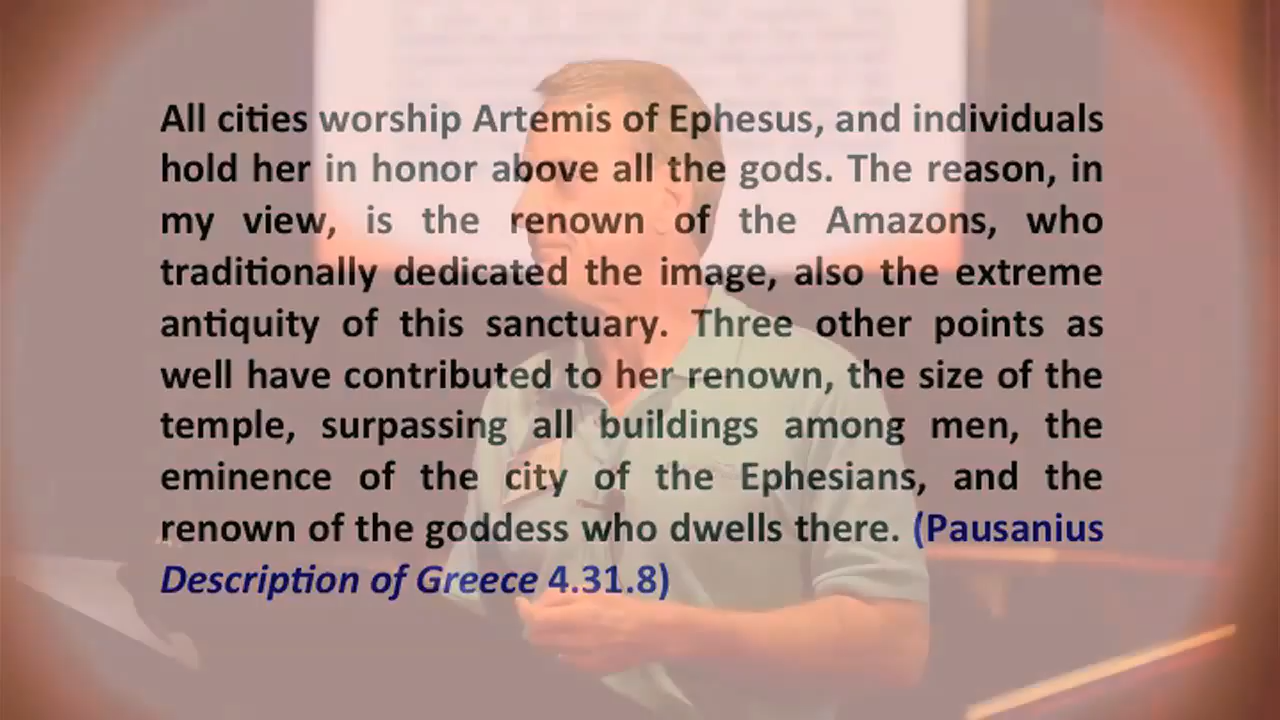 All cities worship Artemis of Ephesus, and individuals
hold her in honor above all the gods. The reason, in
my view, is the renown of the Amazons, who
traditionally dedicated the image, also the extreme
antiquity of this sanctuary. Three other points as
well have contributed to her renown, the size of the
temple, surpassing all buildings among men, the
eminence of the city of the Ephesians, and the
renown of the goddess who dwells there. (Pausanius
Description of Greece 4.31.8)